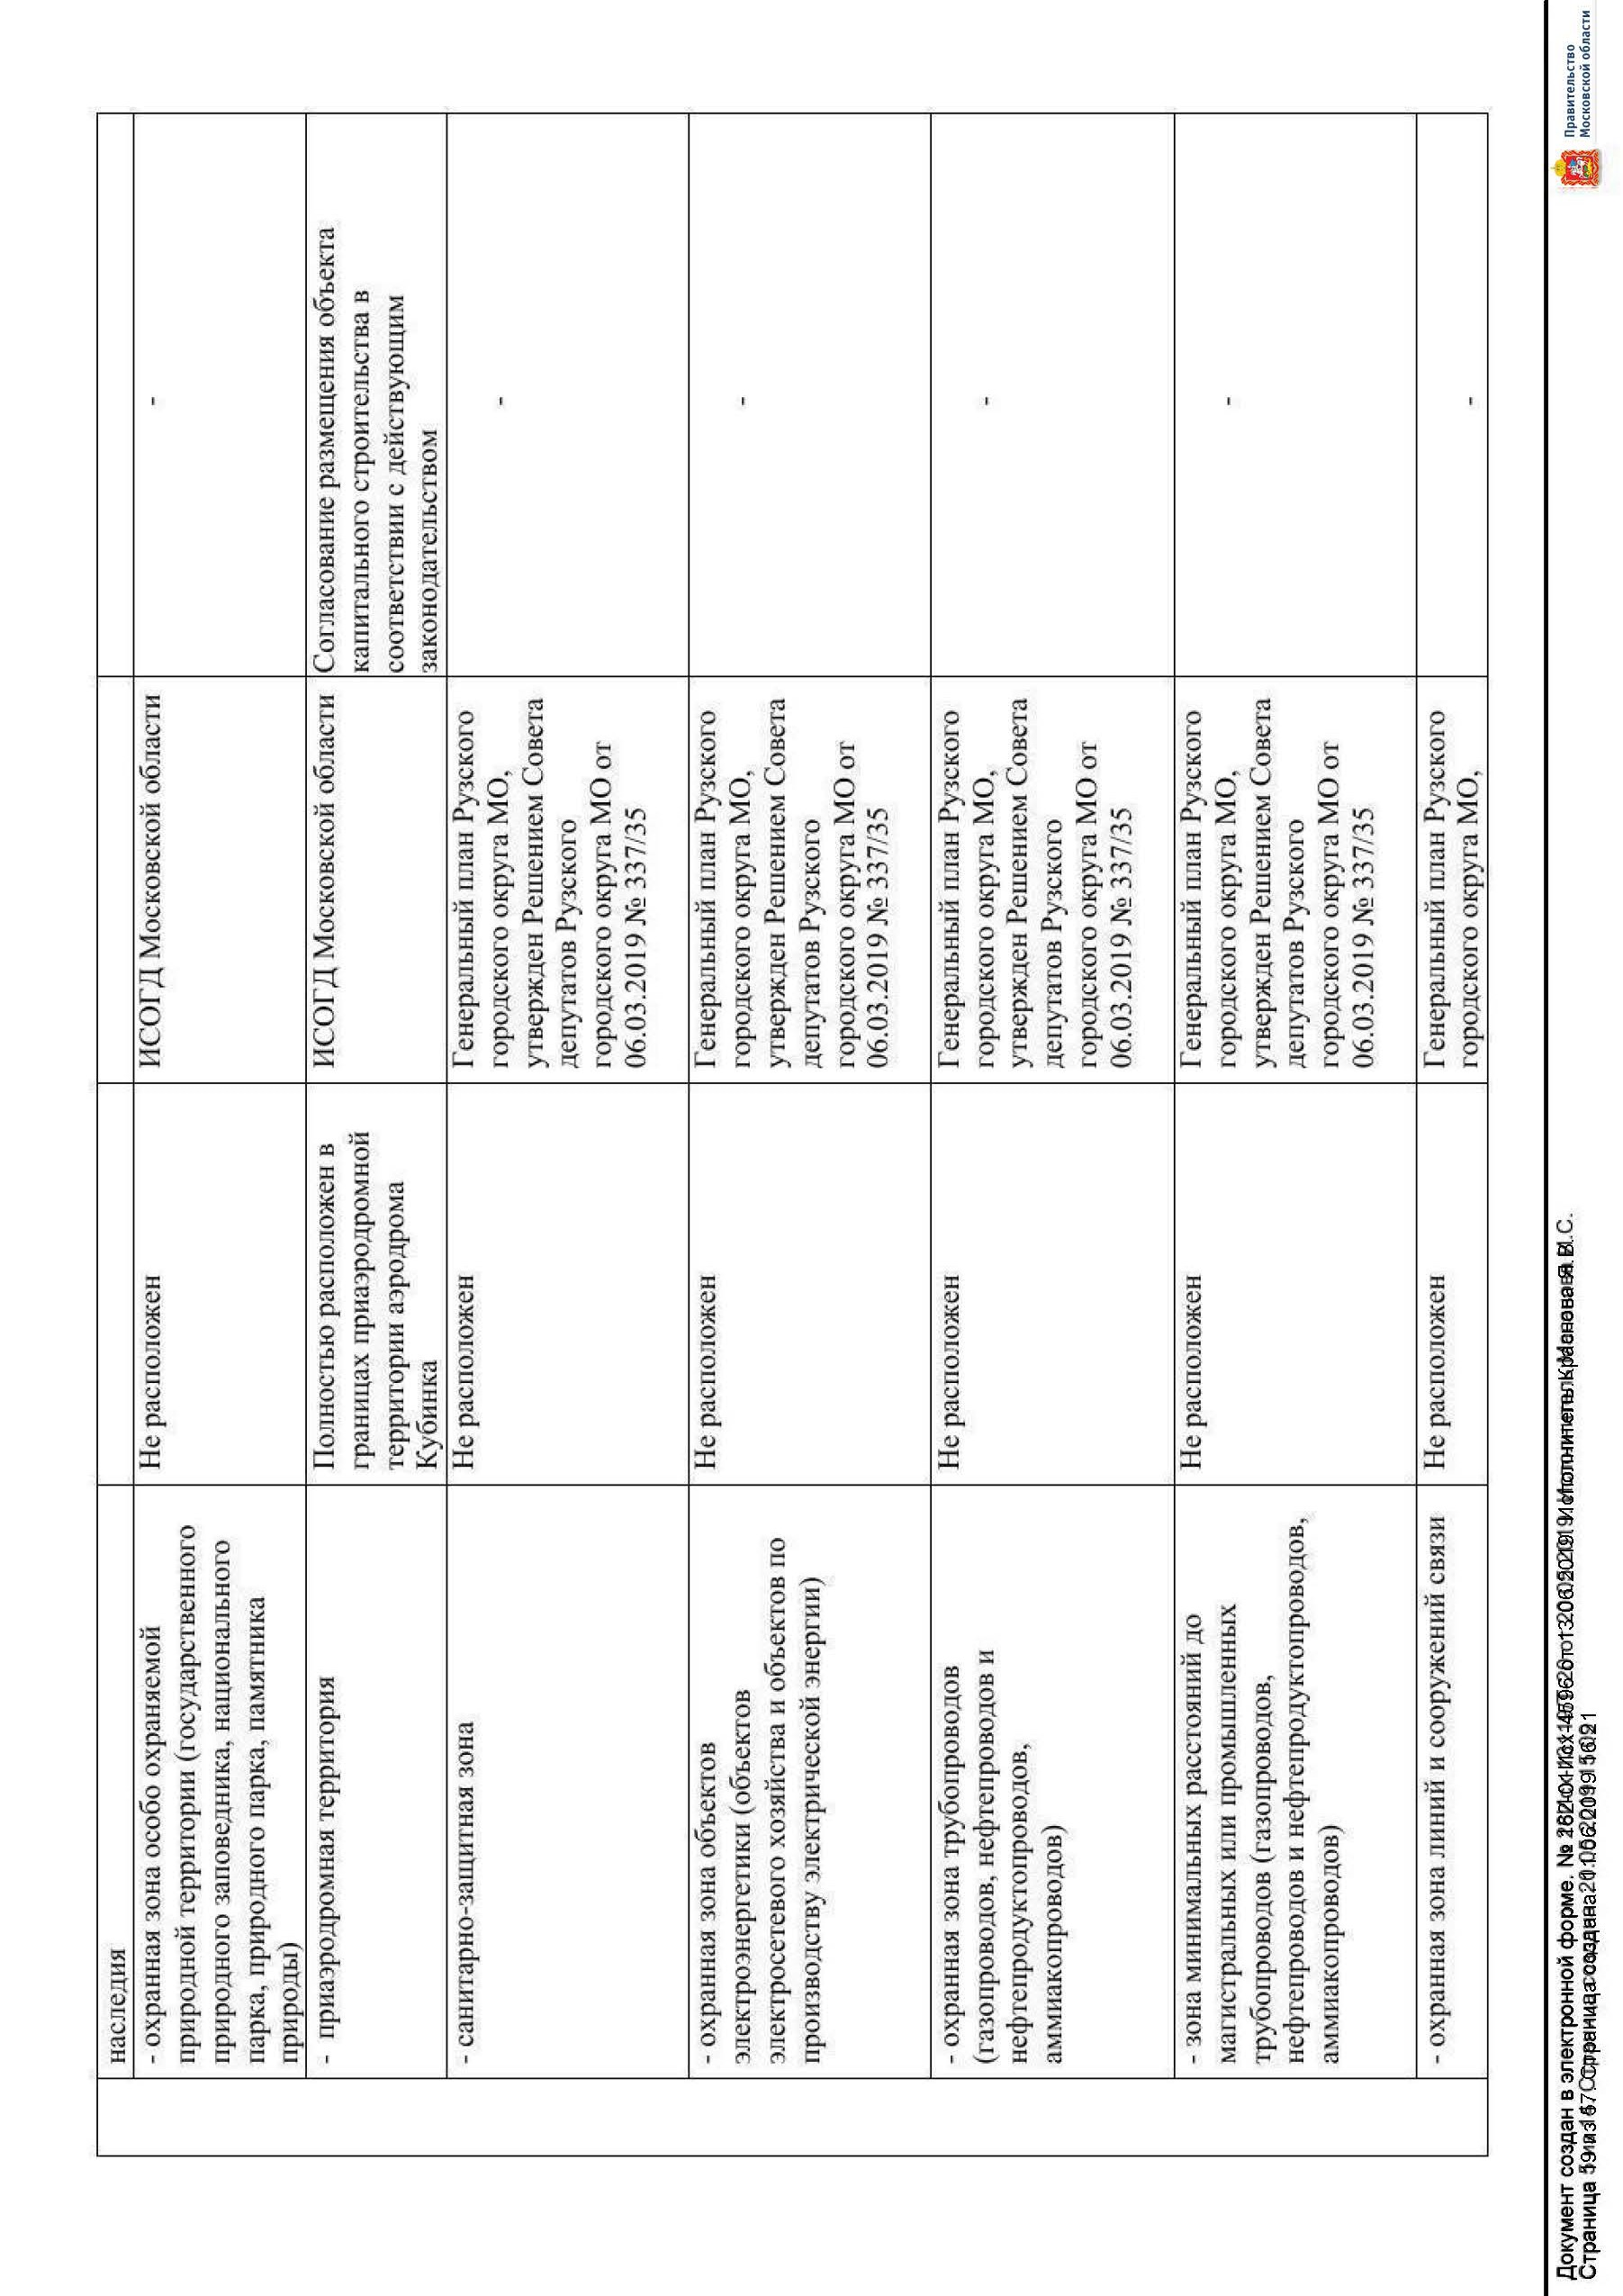 наследия
- охранная зона особо охраняемой
природной территории (государственного
природного заповедника, национального
парка, природного парка, памятника
природы)
Не расположен
ИСОГД Московской области
-
- приаэродромная территория
Полностью расположен в
границах приаэродромной
территории аэродрома
Кубинка
ИСОГД Московской области
Согласование размещения объекта
капитального строительства в
соответствии с действующим
законодательством
- санитарно-защитная зона
Не расположен
Генеральный план Рузского
городского округа МО,
утвержден Решением Совета
депутатов Рузского
городского округа МО от
06.03.2019 № 337/35
-
- охранная зона объектов
электроэнергетики (объектов
электросетевого хозяйства и объектов по
производству электрической энергии)
Не расположен
Генеральный план Рузского
городского округа МО,
утвержден Решением Совета
депутатов Рузского
городского округа МО от
06.03.2019 № 337/35
-
- охранная зона трубопроводов
(газопроводов, нефтепроводов и
нефтепродуктопроводов,
аммиакопроводов)
Не расположен
Генеральный план Рузского
городского округа МО,
утвержден Решением Совета
депутатов Рузского
городского округа МО от
06.03.2019 № 337/35
-
- зона минимальных расстояний до
магистральных или промышленных
трубопроводов (газопроводов,
нефтепроводов и нефтепродуктопроводов,
аммиакопроводов)
Не расположен
Генеральный план Рузского
городского округа МО,
утвержден Решением Совета
депутатов Рузского
городского округа МО от
06.03.2019 № 337/35
-
- охранная зона линий и сооружений связи
Не расположен
Генеральный план Рузского
городского округа МО,
-
Документ создан в электронной форме. №
Страница
Правительство
Московской области